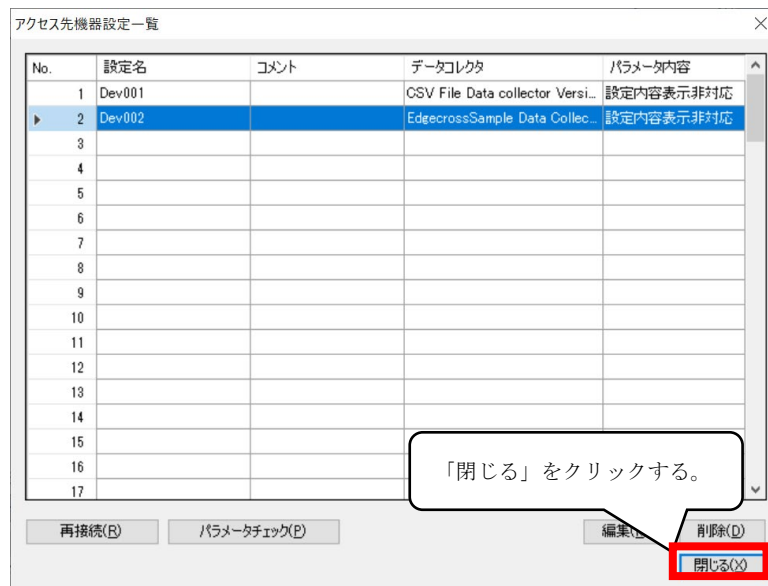 アクセス先機器設定一覧
No. 設定名 コメント データコレクタ パラメータ内容
1 Dev001 CSV File Data collector Versi... 設定内容表示非対応
2 Dev002 EdgecrossSample Data Collec... 設定内容表示非対応
3
4
5
6
7
8
9
10
11
12
13
14
15
16
17
「閉じる」をクリックする。
再接続(R) パラメータチェック(P) 編集( 削除(D)
閉じる(X)